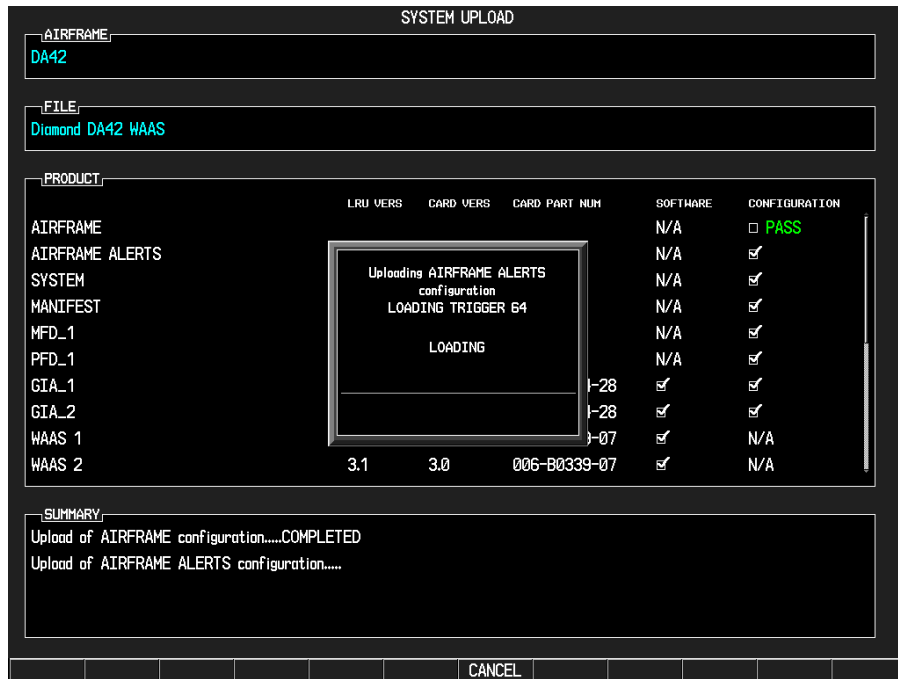 SYSTEM UPLOAD
AIRFRAME
DA42
FILE
Diamond DA42 WAAS
PRODUCT
LRU VERS CARD VERS CARD PART NUM SOFTWARE CONFIGURATION
AIRFRAME N/A PASS
AIRFRAME ALERTS N/A
SYSTEM N/A
MANIFEST N/A
MFD_1 N/A
PFD_1 N/A
GIA_1 -28
GIA_2 -28
WAAS 1 -07 N/A
WAAS 2 3.1 3.0 006-B0339-07 N/A
Uploading AIRFRAME ALERTS
configuration
LOADING TRIGGER 64
LOADING
SUMMARY
Upload of AIRFRAME configuration.....COMPLETED
Upload of AIRFRAME ALERTS configuration.....
CANCEL